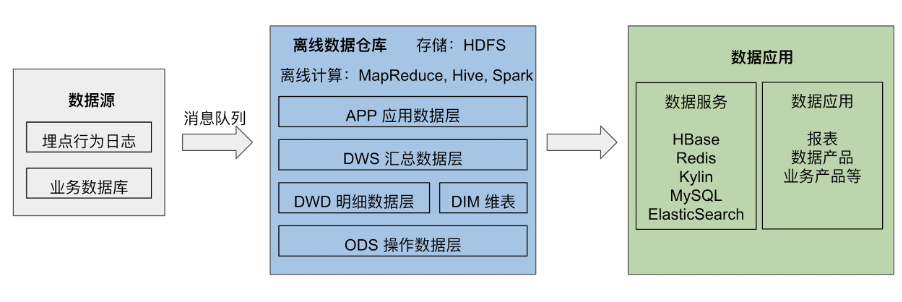 数据源
埋点行为日志
业务数据库
消息队列
离线数据仓库 存储：HDFS
离线计算：MapReduce, Hive, Spark
APP 应用数据层
DWS 汇总数据层
DWD 明细数据层
DIM 维表
ODS 操作数据层
数据应用
数据服务
HBase
Redis
Kylin
MySQL
ElasticSearch
数据应用
报表
数据产品
业务产品等